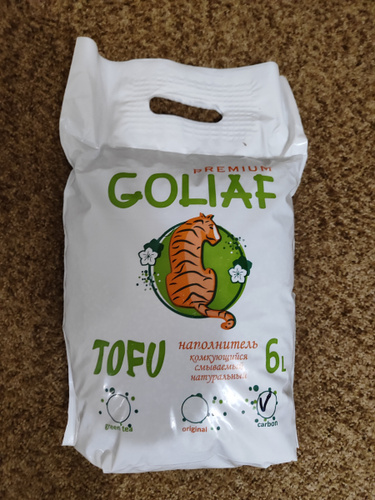 PREMIUM
GOLIAF
TOFU
наполнитель
комкующийся
смываемый
натуральный
6L
green tea
original
carbon